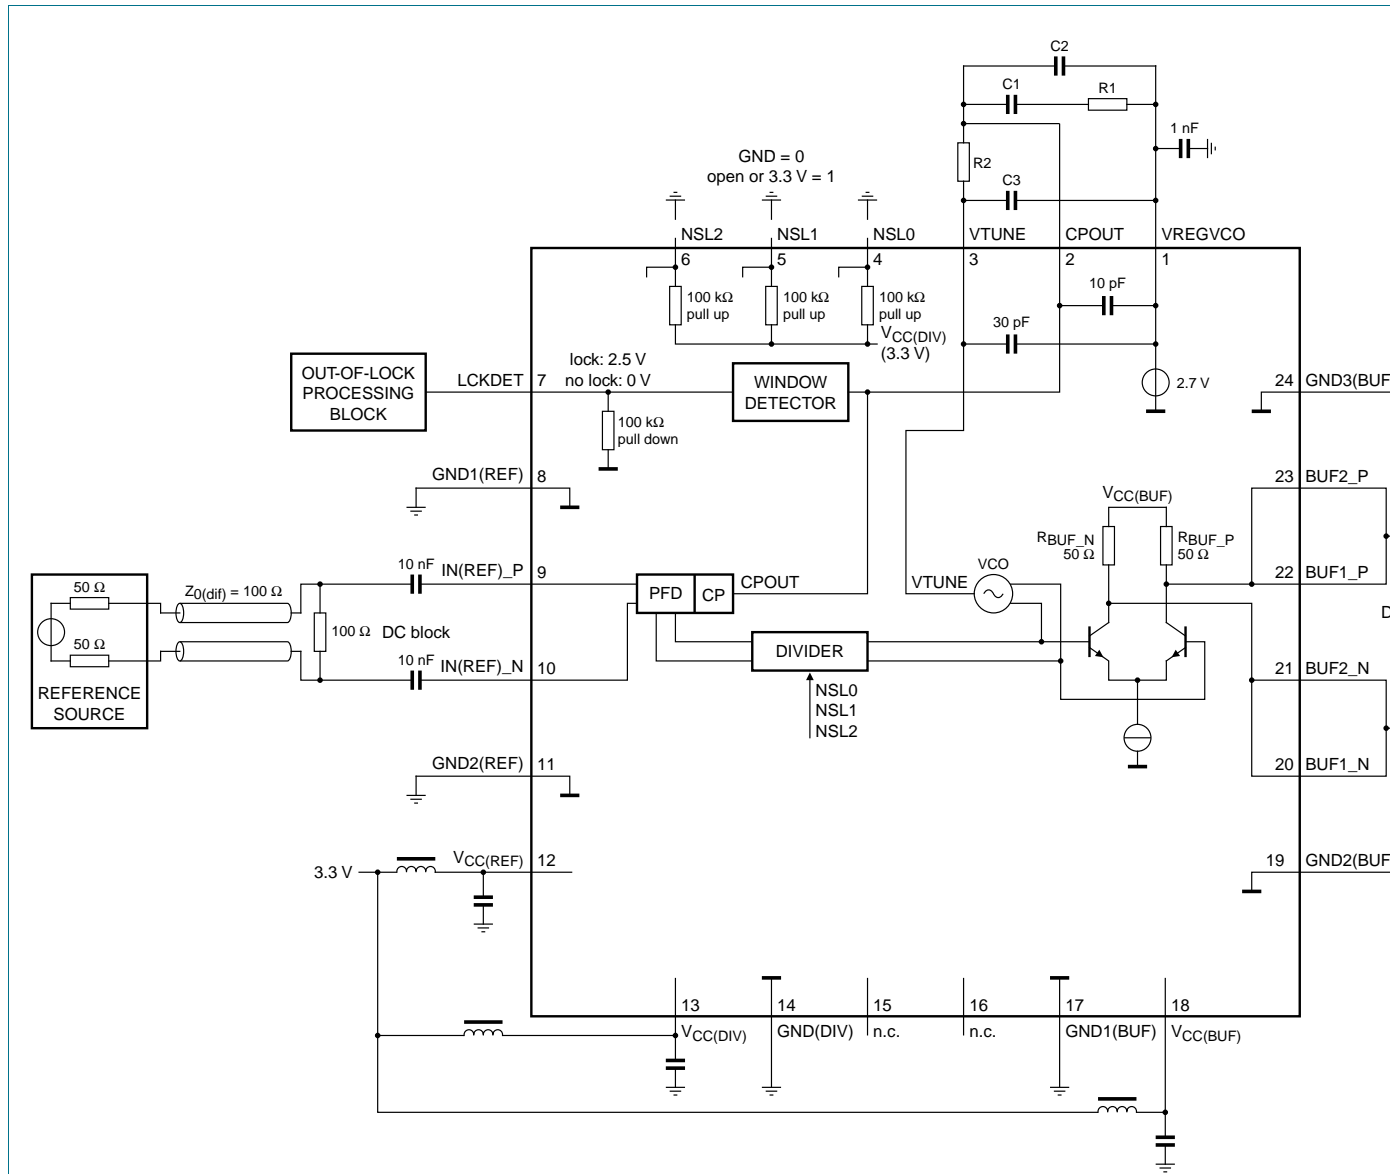 C2
C1
R1
1 nF
GND = 0
open or 3.3 V = 1
R2
C3
NSL2
NSL1
NSL0
VTUNE
CPOUT
VREGVCO
6
5
4
3
2
1
100 kΩ
pull up
100 kΩ
pull up
100 kΩ
pull up
10 pF
30 pF
VCC(DIV)
(3.3 V)
OUT-OF-LOCK
PROCESSING
BLOCK
LCKDET
7
lock: 2.5 V
no lock: 0 V
WINDOW
DETECTOR
2.7 V
24
GND3(BUF
100 kΩ
pull down
GND1(REF)
8
23
BUF2_P
VCC(BUF)
RBUF_N
50 Ω
RBUF_P
50 Ω
10 nF
IN(REF)_P
9
22
BUF1_P
50 Ω
Z0(dif) = 100 Ω
PFD
CP
CPOUT
VTUNE
VCO
D
100 Ω
DC block
50 Ω
10 nF
IN(REF)_N
10
DIVIDER
21
BUF2_N
REFERENCE
SOURCE
NSL0
NSL1
NSL2
GND2(REF)
11
20
BUF1_N
3.3 V
VCC(REF)
12
19
GND2(BUF
13
14
15
16
17
18
VCC(DIV)
GND(DIV)
n.c.
n.c.
GND1(BUF)
VCC(BUF)